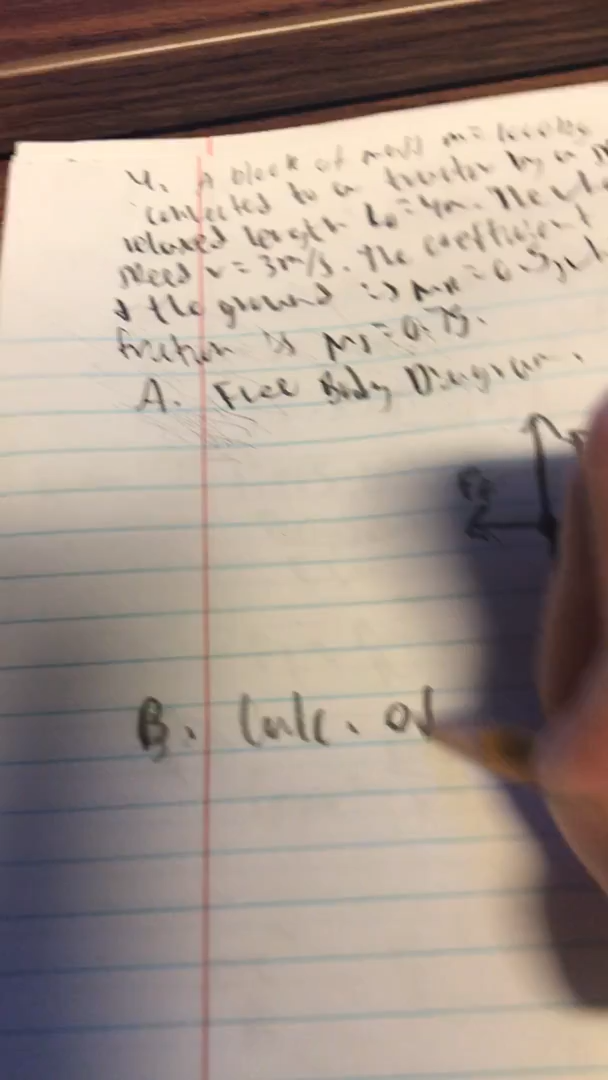 4. A block of mass m = 1000kg
connected to a tractor by a
relaxed length L₀ = 4m. The
speed v = 3m/s. The coefficient
& the ground is μk = 0.5,
friction is μs = 0.75.
A. Free Body Diagram.
B. Calc. of